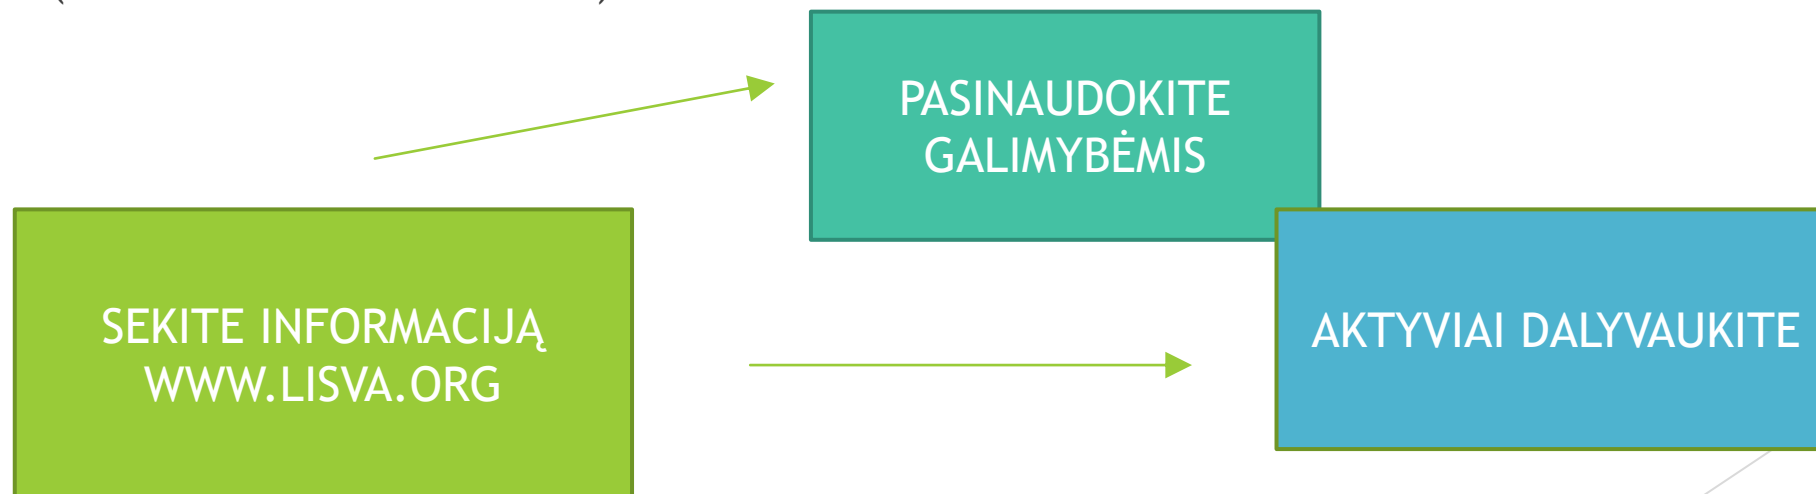 PASINAUDOKITE
GALIMYBĖMIS
SEKITE INFORMACIJĄ
WWW.LISVA.ORG
AKTYVIAI DALYVAUKITE